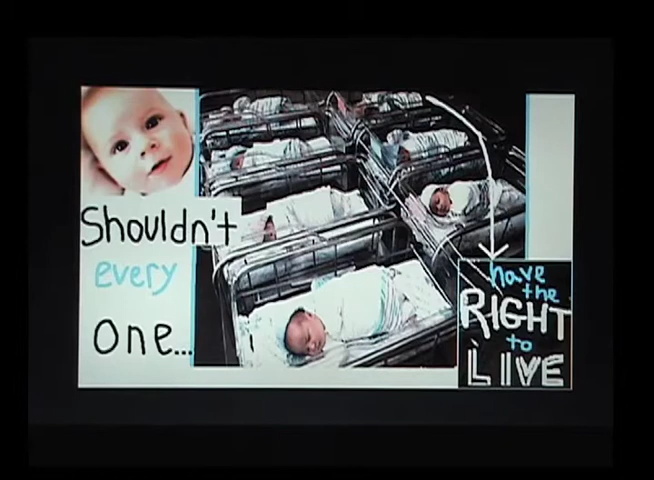 Shouldn't
every
one...
have
the
RIGHT
to
LIVE